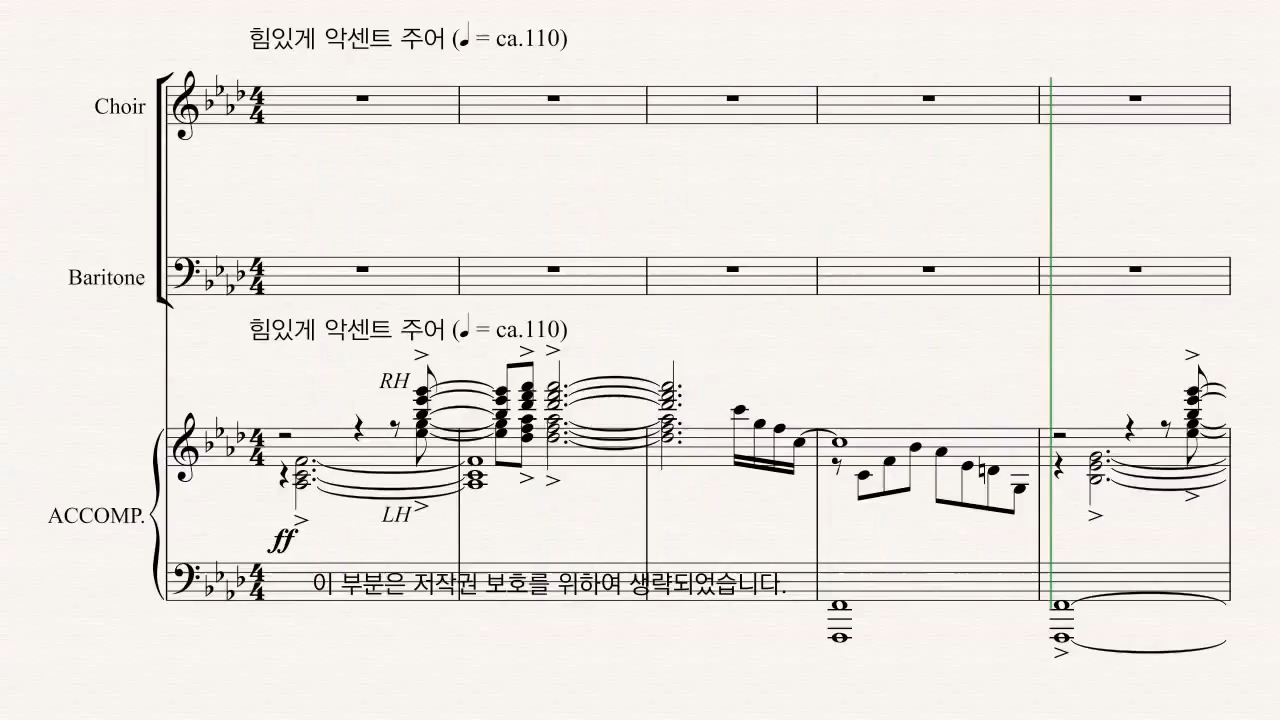 힘있게 악센트 주어 (♩ = ca.110)
Choir
Baritone
힘있게 악센트 주어 (♩ = ca.110)
RH
ACCOMP.
LH
ff
이 부분은 저작권 보호를 위하여 생략되었습니다.